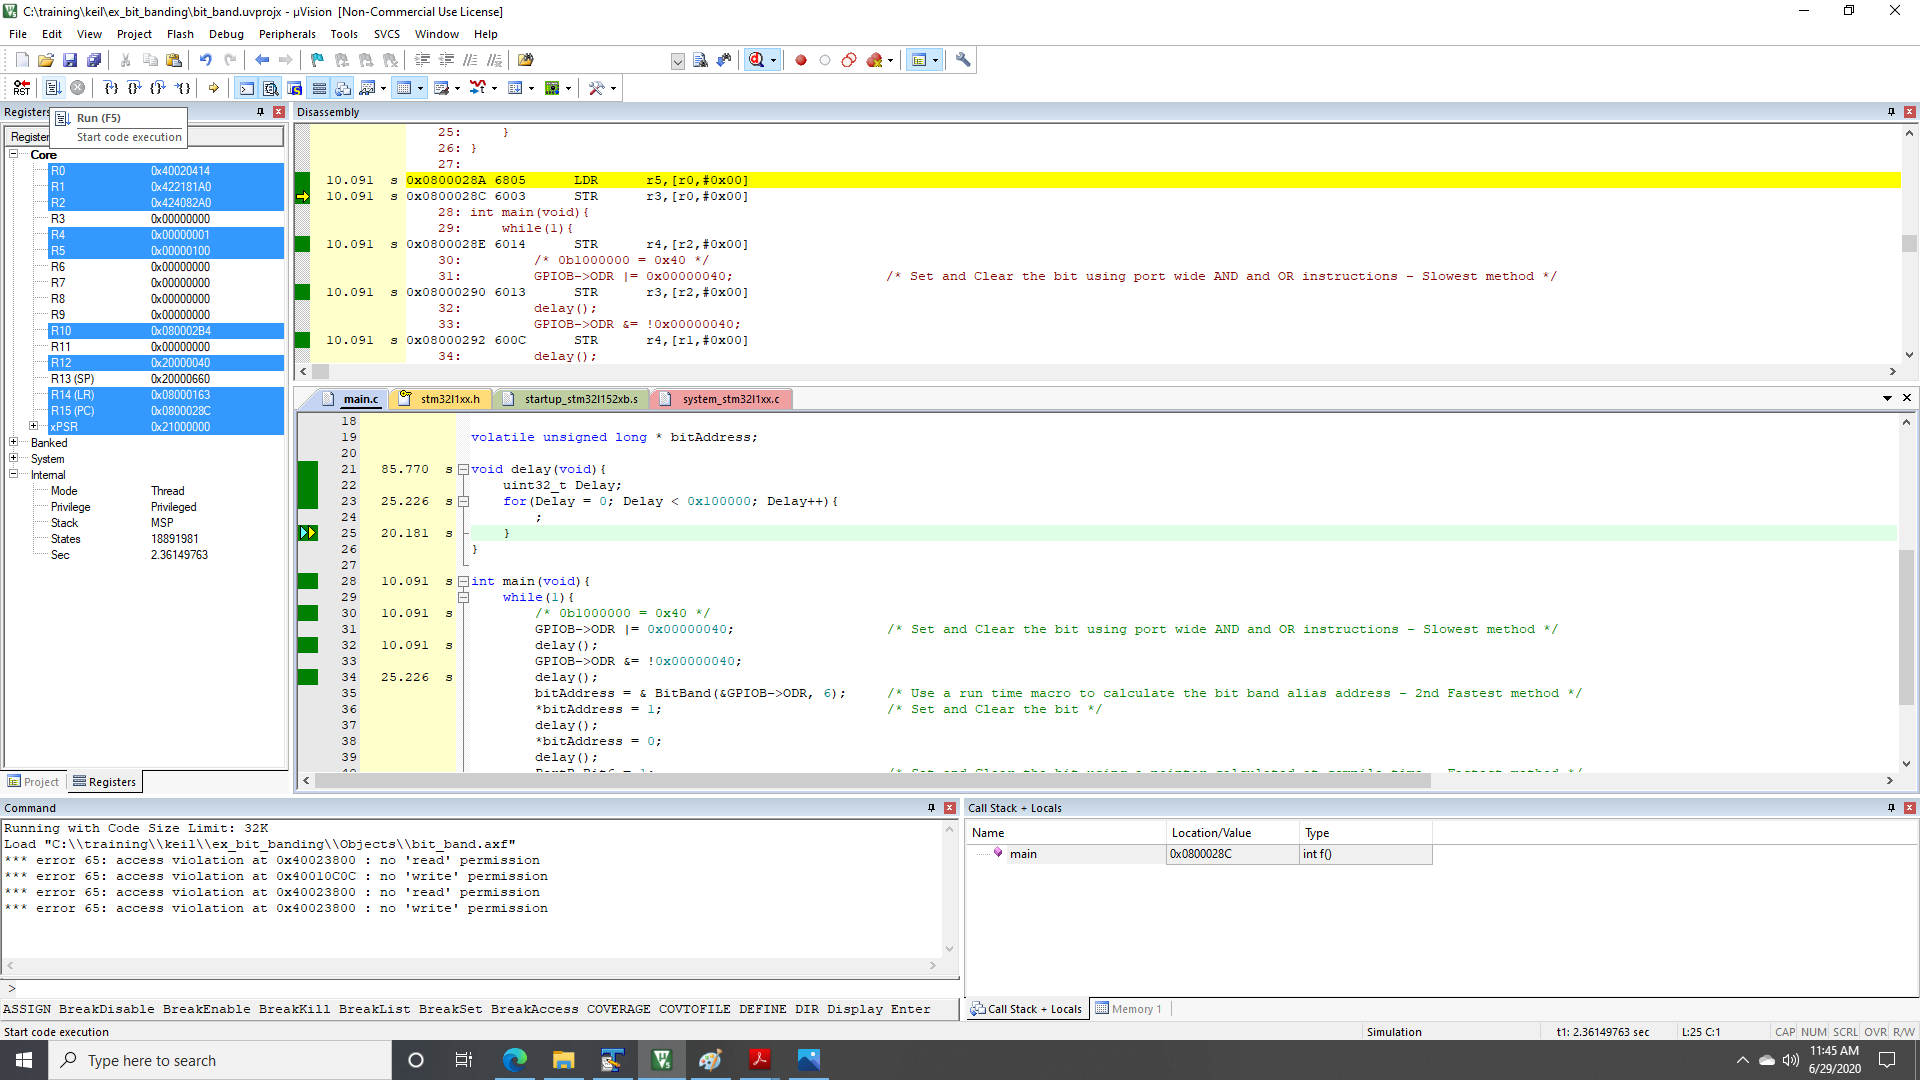 C:\training\keil\ex_bit_banding\bit_band.uvprojx - µVision  [Non-Commercial Use License]
File Edit View Project Flash Debug Peripherals Tools SVCS Window Help
Registers
Run (F5)
Start code execution
Register
Core
R0 0x40020414
R1 0x422181A0
R2 0x424082A0
R3 0x00000000
R4 0x00000001
R5 0x00000100
R6 0x00000000
R7 0x00000000
R8 0x00000000
R9 0x00000000
R10 0x080002B4
R11 0x00000000
R12 0x20000040
R13 (SP) 0x20000660
R14 (LR) 0x08000163
R15 (PC) 0x0800028C
xPSR 0x21000000
Banked
System
Internal
Mode Thread
Privilege Privileged
Stack MSP
States 18891981
Sec 2.36149763
Project Registers
Disassembly
25: }
26: }
27:
10.091 s 0x0800028A 6805 LDR r5,[r0,#0x00]
10.091 s 0x0800028C 6003 STR r3,[r0,#0x00]
28: int main(void){
29: while(1){
10.091 s 0x0800028E 6014 STR r4,[r2,#0x00]
30: /* 0b1000000 = 0x40 */
31: GPIOB->ODR |= 0x00000040; /* Set and Clear the bit using port wide AND and OR instructions - Slowest method */
10.091 s 0x08000290 6013 STR r3,[r2,#0x00]
32: delay();
33: GPIOB->ODR &= !0x00000040;
10.091 s 0x08000292 600C STR r4,[r1,#0x00]
34: delay();
main.c stm32l1xx.h startup_stm32l152xb.s system_stm32l1xx.c
18
19 volatile unsigned long * bitAddress;
20
21 85.770 s void delay(void){
22 uint32_t Delay;
23 25.226 s for(Delay = 0; Delay < 0x100000; Delay++){
24 ;
25 20.181 s }
26 }
27
28 10.091 s int main(void){
29 while(1){
30 10.091 s /* 0b1000000 = 0x40 */
31 GPIOB->ODR |= 0x00000040; /* Set and Clear the bit using port wide AND and OR instructions - Slowest method */
32 10.091 s delay();
33 GPIOB->ODR &= !0x00000040;
34 25.226 s delay();
35 bitAddress = & BitBand(&GPIOB->ODR, 6); /* Use a run time macro to calculate the bit band alias address - 2nd Fastest method */
36 *bitAddress = 1; /* Set and Clear the bit */
37 delay();
38 *bitAddress = 0;
39 delay();
Command
Running with Code Size Limit: 32K
Load "C:\\training\\keil\\ex_bit_banding\\Objects\\bit_band.axf"
*** error 65: access violation at 0x40023800 : no 'read' permission
*** error 65: access violation at 0x40010C0C : no 'write' permission
*** error 65: access violation at 0x40023800 : no 'read' permission
*** error 65: access violation at 0x40023800 : no 'write' permission
>
ASSIGN BreakDisable BreakEnable BreakKill BreakList BreakSet BreakAccess COVERAGE COVTOFILE DEFINE DIR Display Enter
Call Stack + Locals
Name Location/Value Type
main 0x0800028C int f()
Call Stack + Locals Memory 1
Start code execution Simulation t1: 2.36149763 sec L:25 C:1 CAP NUM SCRL OVR R/W
Type here to search
11:45 AM
6/29/2020